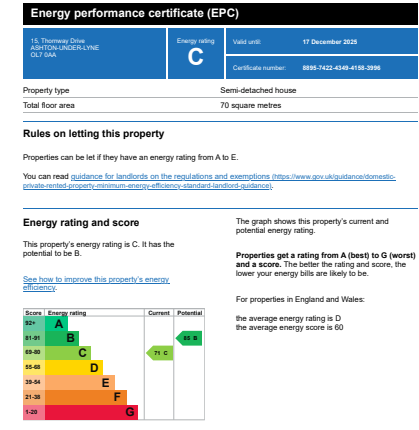 Energy performance certificate (EPC)
15, Thornway Drive
ASHTON-UNDER-LYNE
OL7 0AA
Energy rating
C
Valid until: 17 December 2025
Certificate number: 8895-7422-4349-4158-3996
Property type Semi-detached house
Total floor area 70 square metres
Rules on letting this property
Properties can be let if they have an energy rating from A to E.
You can read guidance for landlords on the regulations and exemptions (https://www.gov.uk/guidance/domestic-
private-rented-property-minimum-energy-efficiency-standard-landlord-guidance).
Energy rating and score
This property's energy rating is C. It has the
potential to be B.
See how to improve this property's energy
efficiency.
Score Energy rating Current Potential
92+ A
81-91 B 85 B
69-80 C 71 C
55-68 D
39-54 E
21-38 F
1-20 G
The graph shows this property's current and
potential energy rating.
Properties get a rating from A (best) to G (worst)
and a score. The better the rating and score, the
lower your energy bills are likely to be.
For properties in England and Wales:
the average energy rating is D
the average energy score is 60